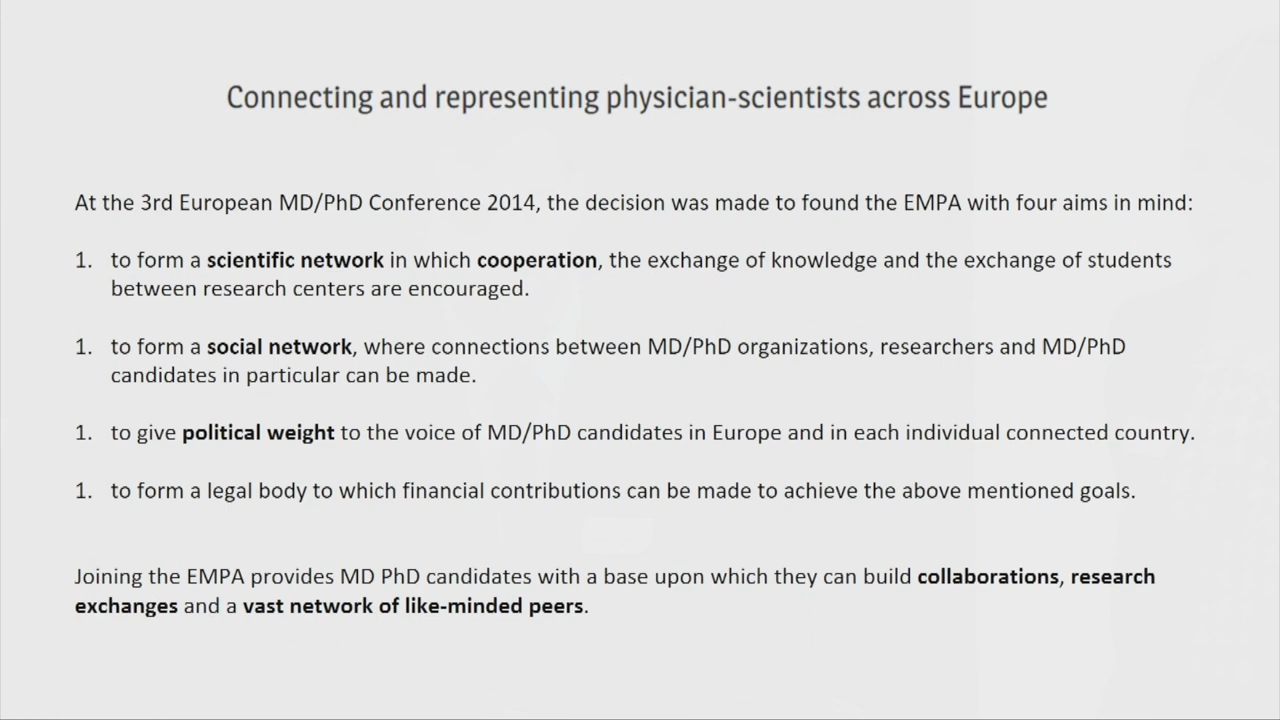 Connecting and representing physician-scientists across Europe
At the 3rd European MD/PhD Conference 2014, the decision was made to found the EMPA with four aims in mind:
1. to form a scientific network in which cooperation, the exchange of knowledge and the exchange of students
between research centers are encouraged.
1. to form a social network, where connections between MD/PhD organizations, researchers and MD/PhD
candidates in particular can be made.
1. to give political weight to the voice of MD/PhD candidates in Europe and in each individual connected country.
1. to form a legal body to which financial contributions can be made to achieve the above mentioned goals.
Joining the EMPA provides MD PhD candidates with a base upon which they can build collaborations, research
exchanges and a vast network of like-minded peers.